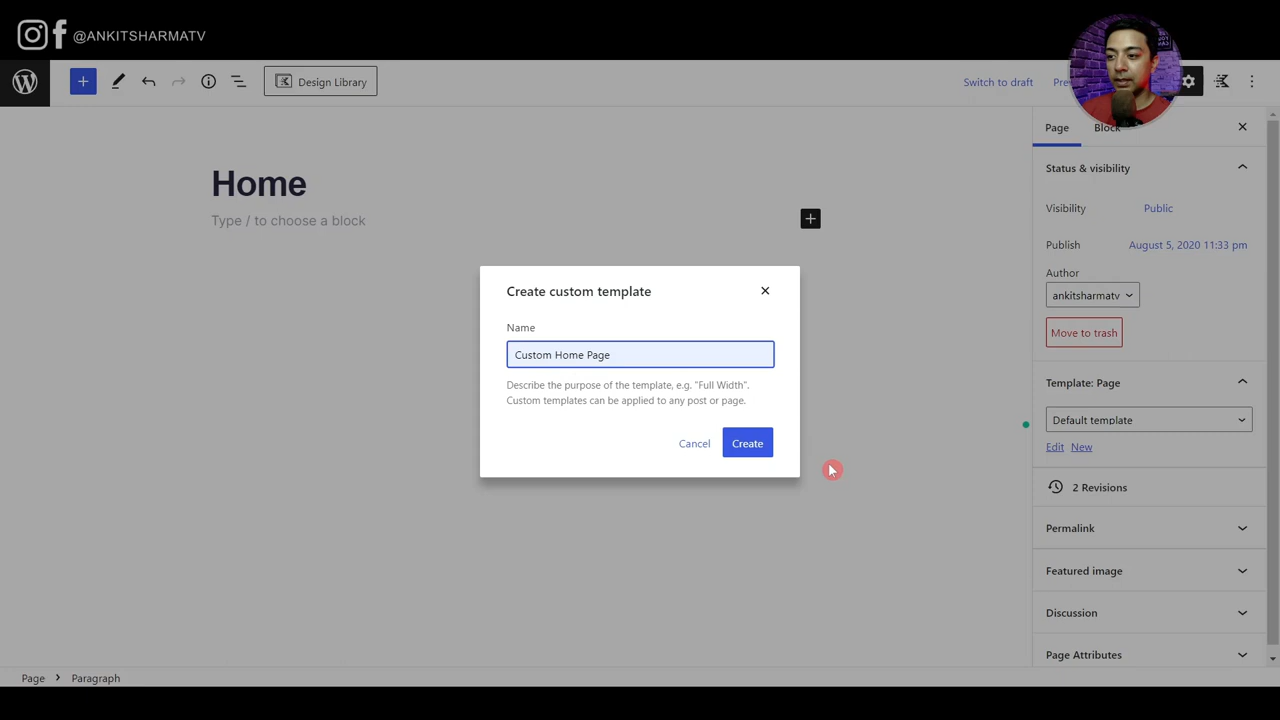 @ANKITSHARMATV
Design Library
Switch to draft
Page
Block
Home
Type / to choose a block
Status & visibility
Visibility
Public
Publish
August 5, 2020 11:33 pm
Author
ankitsharmatv
Move to trash
Create custom template
Name
Custom Home Page
Describe the purpose of the template, e.g. "Full Width".
Custom templates can be applied to any post or page.
Cancel
Create
Template: Page
Default template
Edit New
2 Revisions
Permalink
Featured image
Discussion
Page Attributes
Page
Paragraph